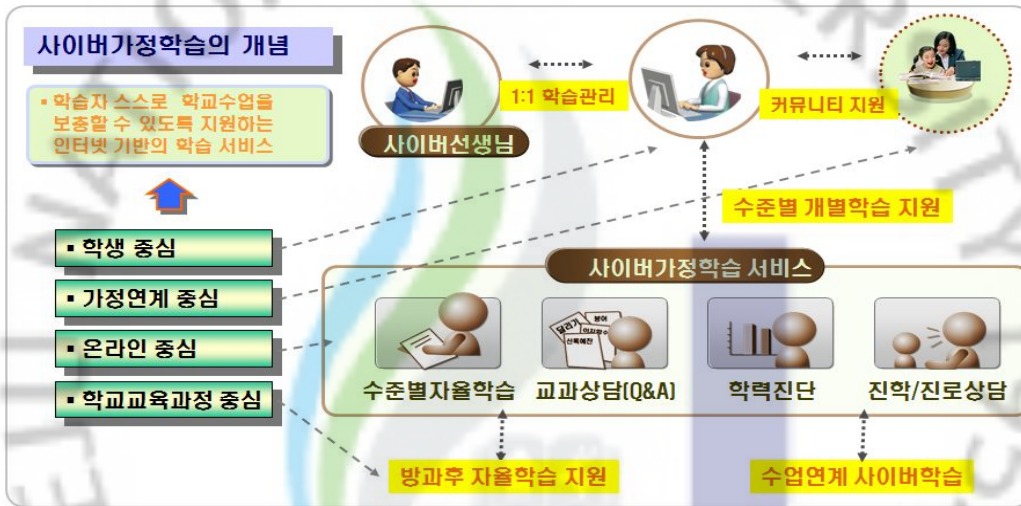 사이버가정학습의 개념
▪ 학습자 스스로 학교수업을
보충할 수 있도록 지원하는
인터넷 기반의 학습 서비스
사이버선생님
1:1 학습관리
커뮤니티 지원
수준별 개별학습 지원
▪ 학생 중심
▪ 가정연계 중심
▪ 온라인 중심
▪ 학교교육과정 중심
사이버가정학습 서비스
수준별자율학습
교과상담(Q&A)
학력진단
진학/진로상담
방과후 자율학습 지원
수업연계 사이버학습